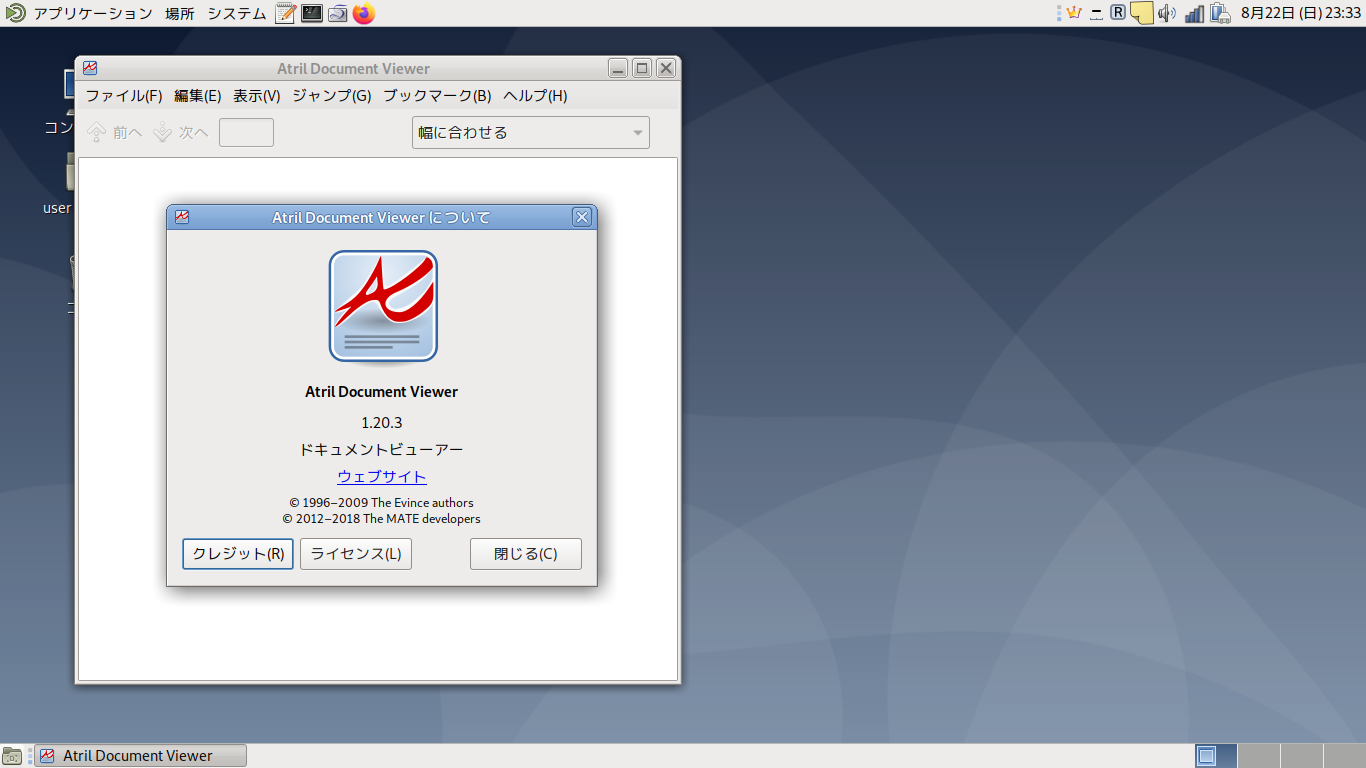 アプリケーション 場所 システム
R
8月22日 (日) 23:33
コン
user
Atril Document Viewer
ファイル(F) 編集(E) 表示(V) ジャンプ(G) ブックマーク(B) ヘルプ(H)
前へ 次へ 幅に合わせる
Atril Document Viewer について
Atril Document Viewer
1.20.3
ドキュメントビューアー
ウェブサイト
© 1996–2009 The Evince authors
© 2012–2018 The MATE developers
クレジット(R) ライセンス(L) 閉じる(C)
Atril Document Viewer